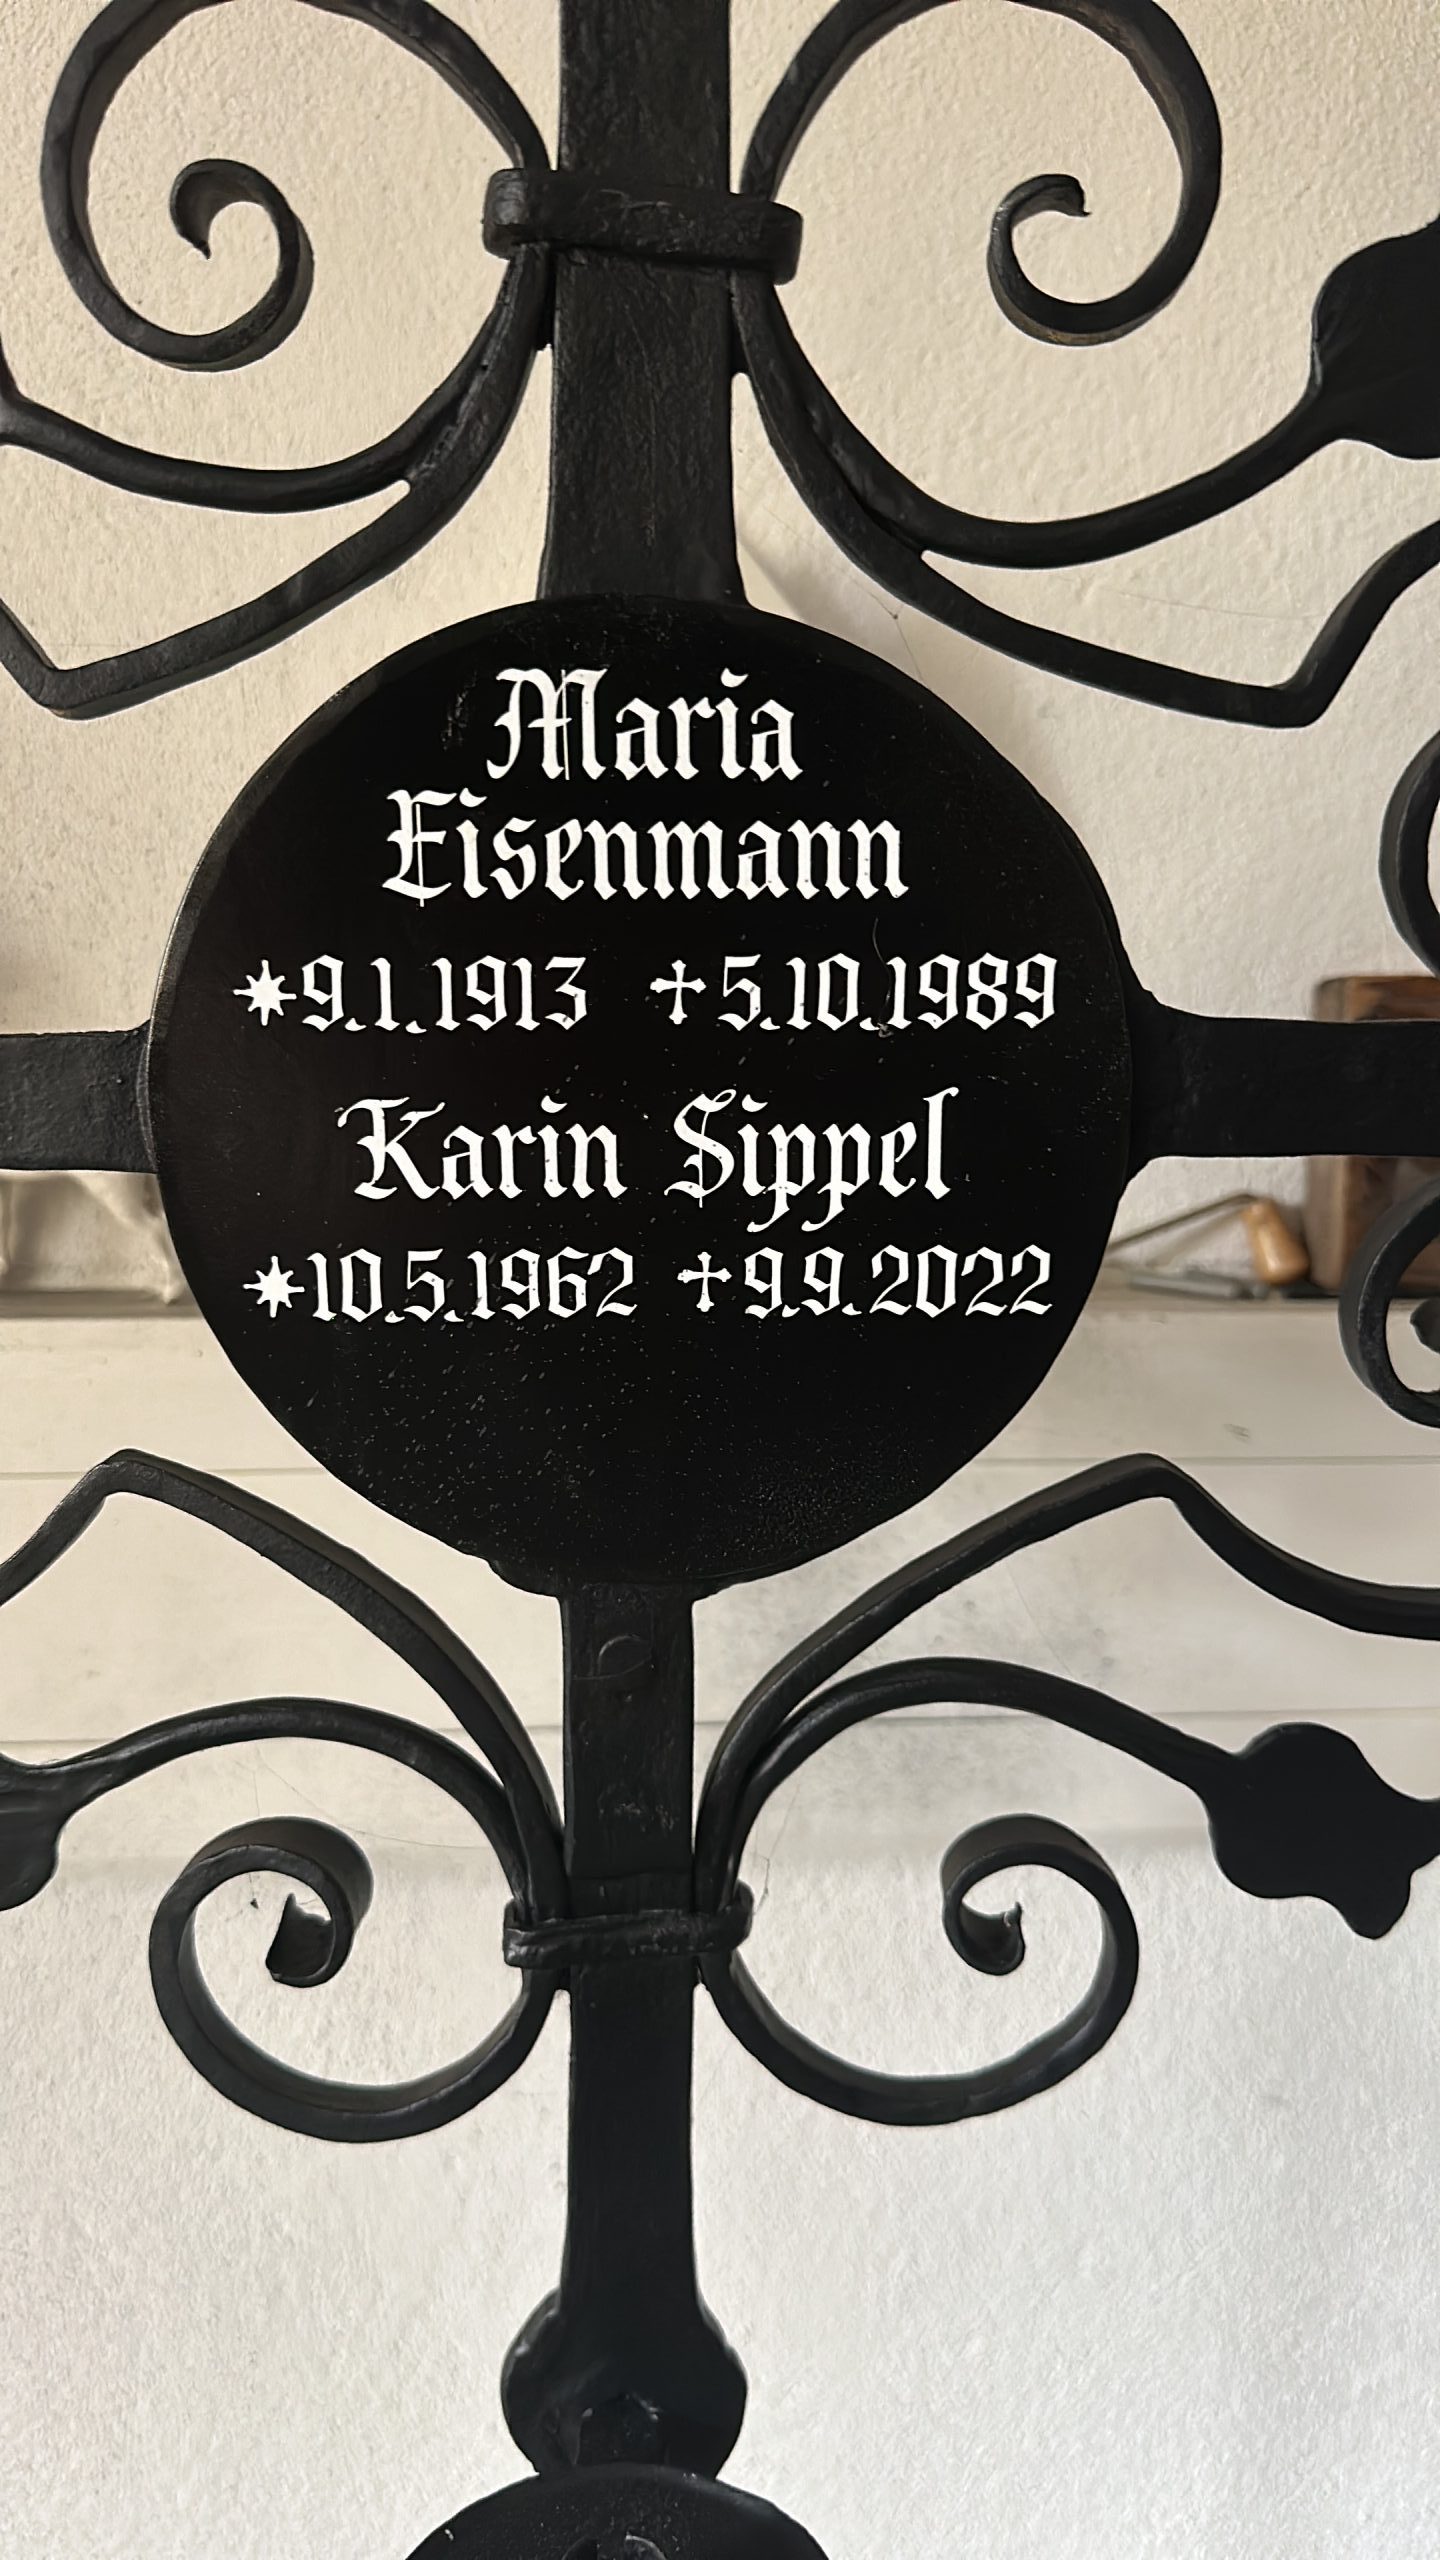 Maria
Eisenmann
*9.1.1913 ✝5.10.1989
Karin Sippel
*10.5.1962 ✝9.9.2022